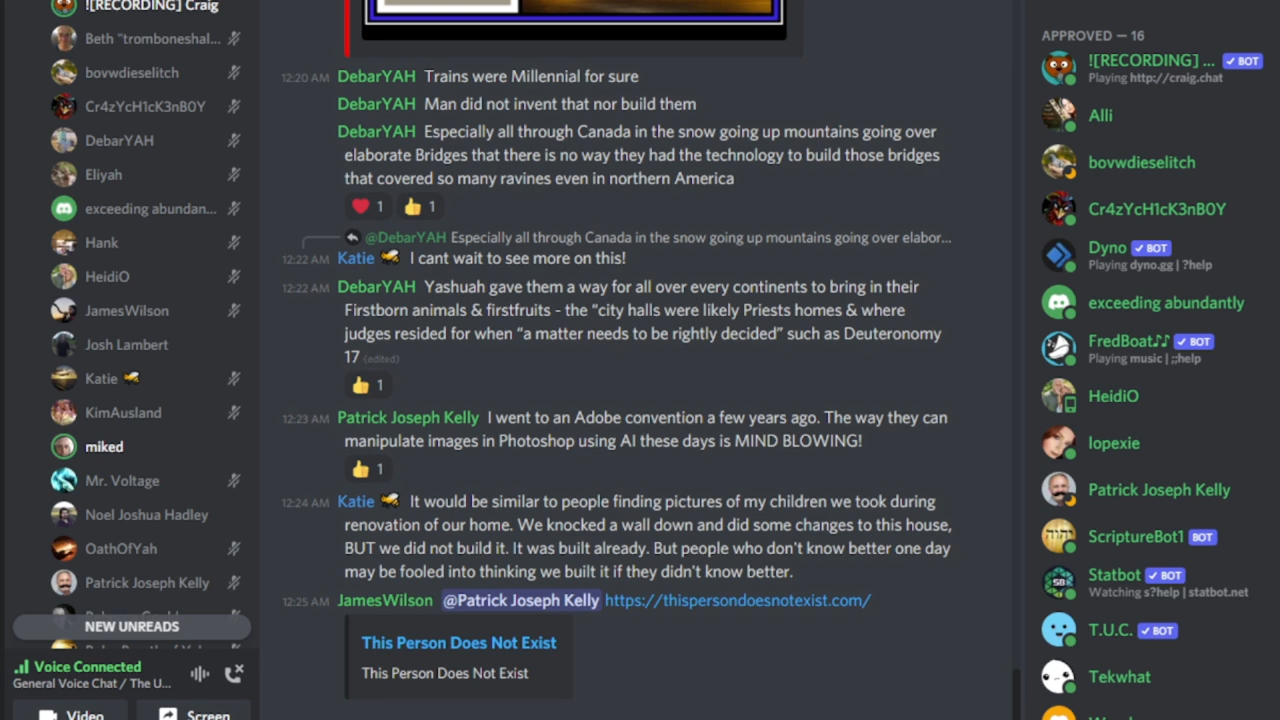 ![RECORDING] Craig
Beth "tromboneshal...
bovwdieselitch
Cr4zYcH1cK3nB0Y
DebarYAH
Eliyah
exceeding abundan...
Hank
HeidiO
JamesWilson
Josh Lambert
Katie
KimAusland
miked
Mr. Voltage
Noel Joshua Hadley
OathOfYah
Patrick Joseph Kelly
NEW UNREADS
Voice Connected
General Voice Chat / The U...
Video
Screen
12:20 AM DebarYAH Trains were Millennial for sure
DebarYAH Man did not invent that nor build them
DebarYAH Especially all through Canada in the snow going up mountains going over
elaborate Bridges that there is no way they had the technology to build those bridges
that covered so many ravines even in northern America
❤️ 1 👍 1
@DebarYAH Especially all through Canada in the snow going up mountains going over elabor...
12:22 AM Katie I cant wait to see more on this!
12:22 AM DebarYAH Yashuah gave them a way for all over every continents to bring in their
Firstborn animals & firstfruits - the “city halls were likely Priests homes & where
judges resided for when “a matter needs to be rightly decided” such as Deuteronomy
17 (edited)
👍 1
12:23 AM Patrick Joseph Kelly I went to an Adobe convention a few years ago. The way they can
manipulate images in Photoshop using AI these days is MIND BLOWING!
👍 1
12:24 AM Katie It would be similar to people finding pictures of my children we took during
renovation of our home. We knocked a wall down and did some changes to this house,
BUT we did not build it. It was built already. But people who don't know better one day
may be fooled into thinking we built it if they didn't know better.
12:25 AM JamesWilson @Patrick Joseph Kelly https://thispersondoesnotexist.com/
This Person Does Not Exist
This Person Does Not Exist
APPROVED — 16
![RECORDING] ... ✓ BOT
Playing http://craig.chat
Alli
bovwdieselitch
Cr4zYcH1cK3nB0Y
Dyno ✓ BOT
Playing dyno.gg | ?help
exceeding abundantly
FredBoat♪♪ ✓ BOT
Playing music | ;;help
HeidiO
lopexie
Patrick Joseph Kelly
ScriptureBot1 BOT
Statbot ✓ BOT
Watching s?help | statbot.net
T.U.C. ✓ BOT
Tekwhat